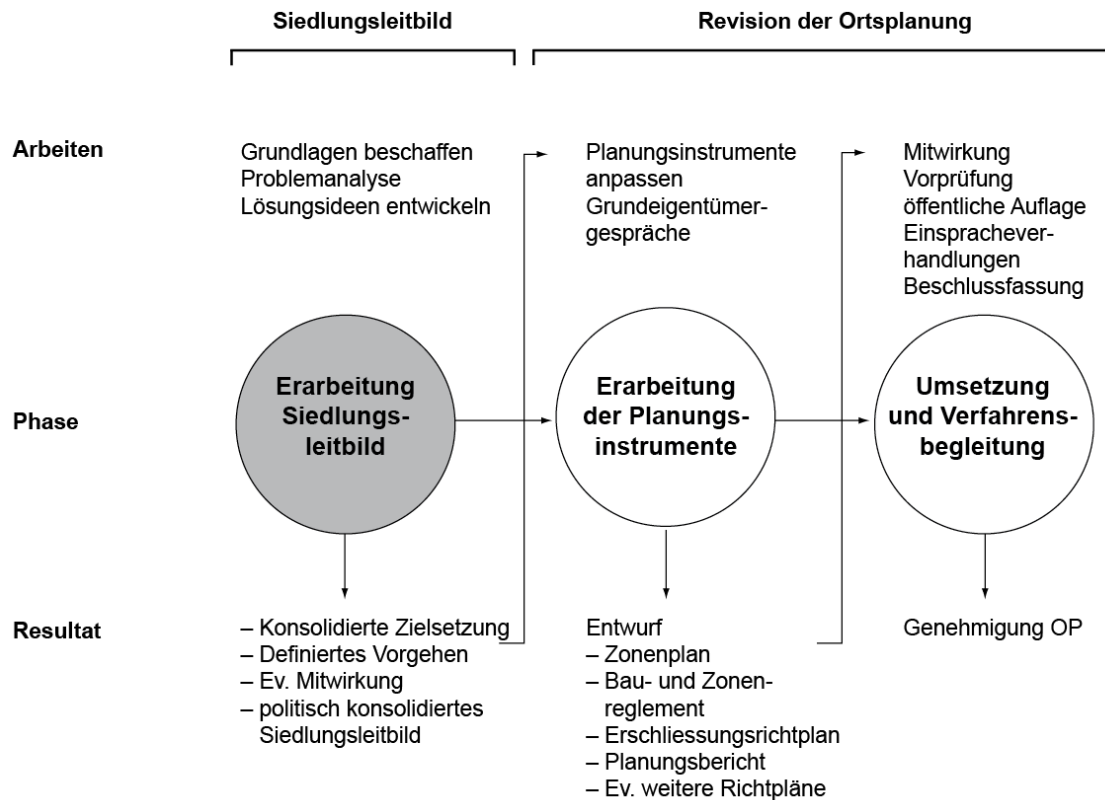 Siedlungsleitbild
Revision der Ortsplanung
Arbeiten
Grundlagen beschaffen
Problemanalyse
Lösungsideen entwickeln
Planungsinstrumente
anpassen
Grundeigentümer-
gespräche
Mitwirkung
Vorprüfung
öffentliche Auflage
Einsprachever-
handlungen
Beschlussfassung
Phase
Erarbeitung
Siedlungs-
leitbild
Erarbeitung
der Planungs-
instrumente
Umsetzung
und Verfahrens-
begleitung
Resultat
– Konsolidierte Zielsetzung
– Definiertes Vorgehen
– Ev. Mitwirkung
– politisch konsolidiertes
Siedlungsleitbild
Entwurf
– Zonenplan
– Bau- und Zonen-
reglement
– Erschliessungsrichtplan
– Planungsbericht
– Ev. weitere Richtpläne
Genehmigung OP